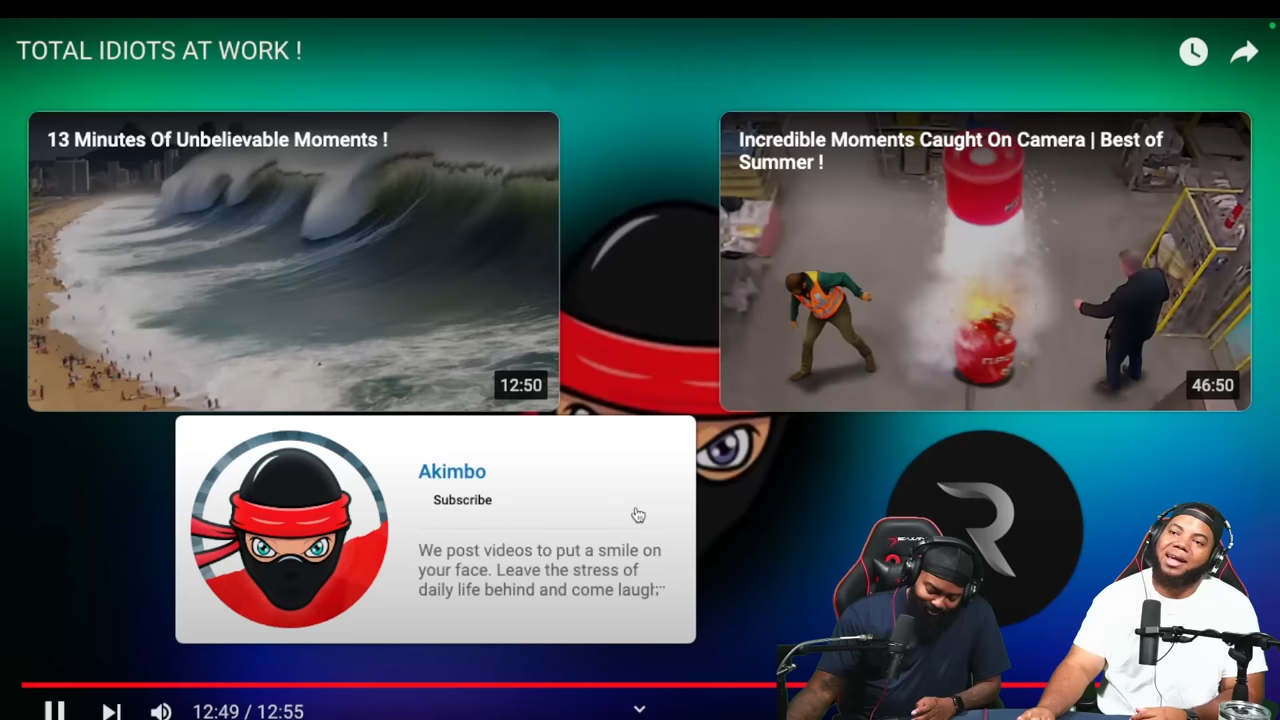 TOTAL IDIOTS AT WORK !
13 Minutes Of Unbelievable Moments !
12:50
Incredible Moments Caught On Camera | Best of
Summer !
46:50
Akimbo
Subscribe
We post videos to put a smile on
your face. Leave the stress of
daily life behind and come laugh...
R
12:49 / 12:55